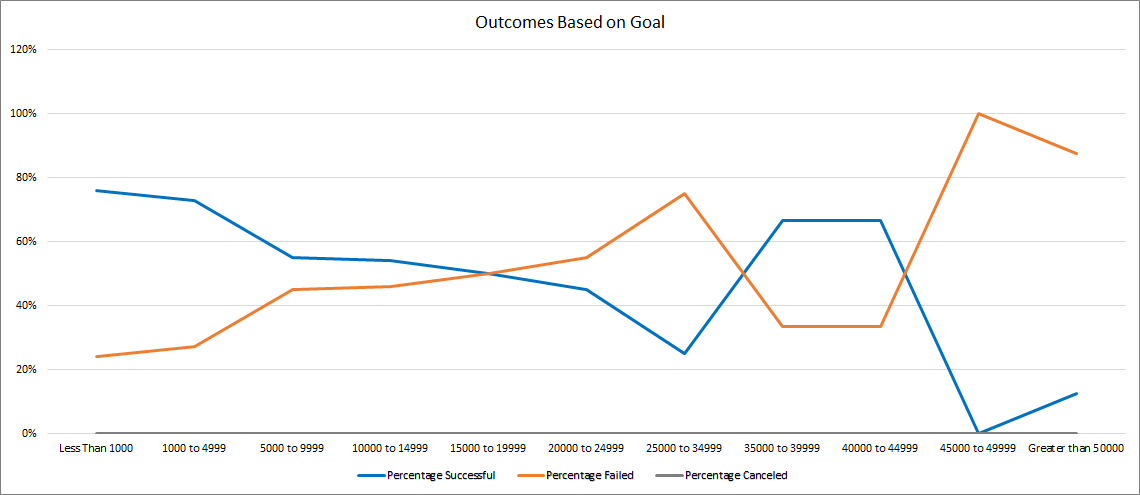 Outcomes Based on Goal
120%
100%
80%
60%
40%
20%
0%
Less Than 1000 1000 to 4999 5000 to 9999 10000 to 14999 15000 to 19999 20000 to 24999 25000 to 34999 35000 to 39999 40000 to 44999 45000 to 49999 Greater than 50000
Percentage Successful Percentage Failed Percentage Canceled